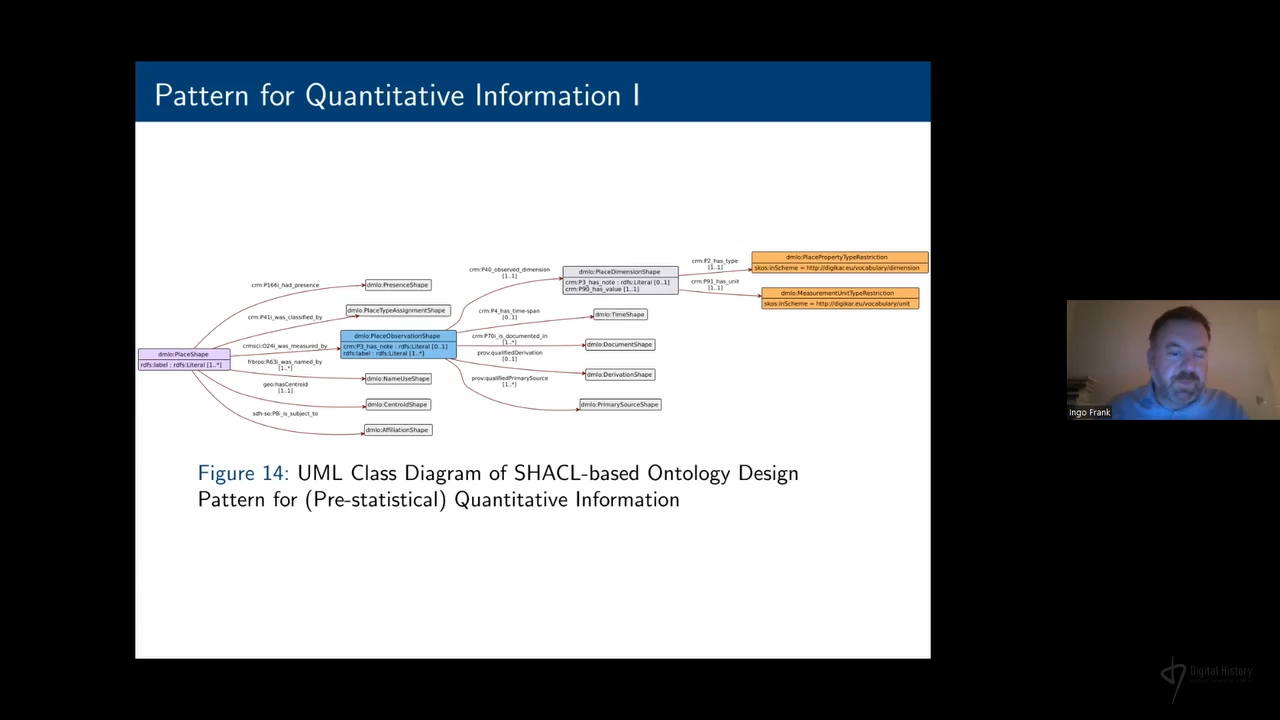 Pattern for Quantitative Information I
dmlo:PlaceShape
rdfs:label : rdfs:Literal [1..*]
crm:P166i_had_presence
crm:P41i_was_classified_by
crmsci:O24i_was_measured_by
frbroo:R63i_was_named_by
[1..*]
geo:hasCentroid
[1..1]
sdh-so:P8i_is_subject_to
dmlo:PresenceShape
dmlo:PlaceTypeAssignmentShape
dmlo:PlaceObservationShape
crm:P3_has_note : rdfs:Literal [0..1]
rdfs:label : rdfs:Literal [1..*]
dmlo:NameUseShape
dmlo:CentroidShape
dmlo:AffiliationShape
crm:P40_observed_dimension
[1..1]
crm:P4_has_time-span
[0..1]
crm:P70i_is_documented_in
[1..*]
prov:qualifiedDerivation
[0..1]
prov:qualifiedPrimarySource
[1..*]
dmlo:PlaceDimensionShape
crm:P3_has_note : rdfs:Literal [0..1]
crm:P90_has_value [1..1]
dmlo:TimeShape
dmlo:DocumentShape
dmlo:DerivationShape
dmlo:PrimarySourceShape
crm:P2_has_type
[1..1]
crm:P91_has_unit
[1..1]
dmlo:PlacePropertyTypeRestriction
skos:inScheme = http://digikar.eu/vocabulary/dimension
dmlo:MeasurementUnitTypeRestriction
skos:inScheme = http://digikar.eu/vocabulary/unit
Figure 14: UML Class Diagram of SHACL-based Ontology Design
Pattern for (Pre-statistical) Quantitative Information
Ingo Frank
Digital History